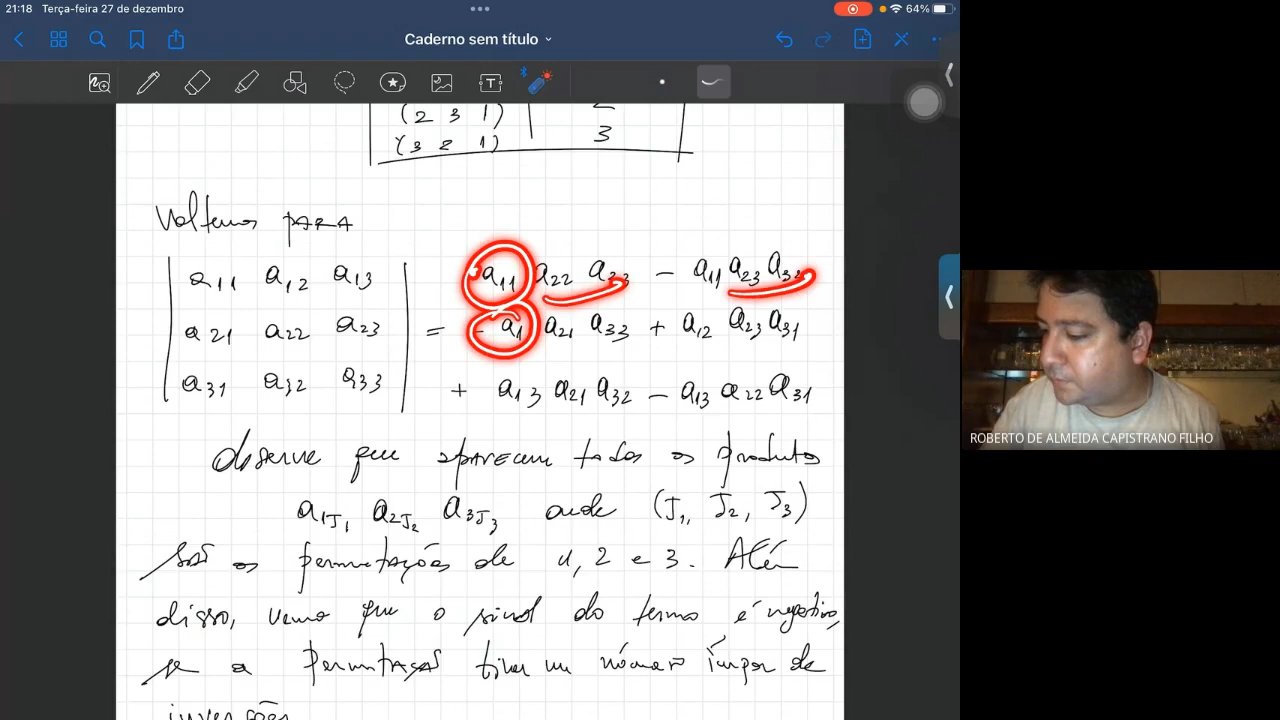 21:18 Terça-feira 27 de dezembro
64%
Caderno sem título
(2 3 1) | 2
(3 2 1) | 3
Voltemos PARA
| a11 a12 a13 | a11 a22 a33 - a11 a23 a32
| a21 a22 a23 | = - a12 a21 a33 + a12 a23 a31
| a31 a32 a33 | + a13 a21 a32 - a13 a22 a31
observe que aparecem todos os produtos
a1J1 a2J2 a3J3 onde (J1, J2, J3)
são as permutações de 1, 2 e 3. Além
disso, vemos que o sinal do termo é negativo,
se a permutação tiver um número ímpar de
inversões
ROBERTO DE ALMEIDA CAPISTRANO FILHO